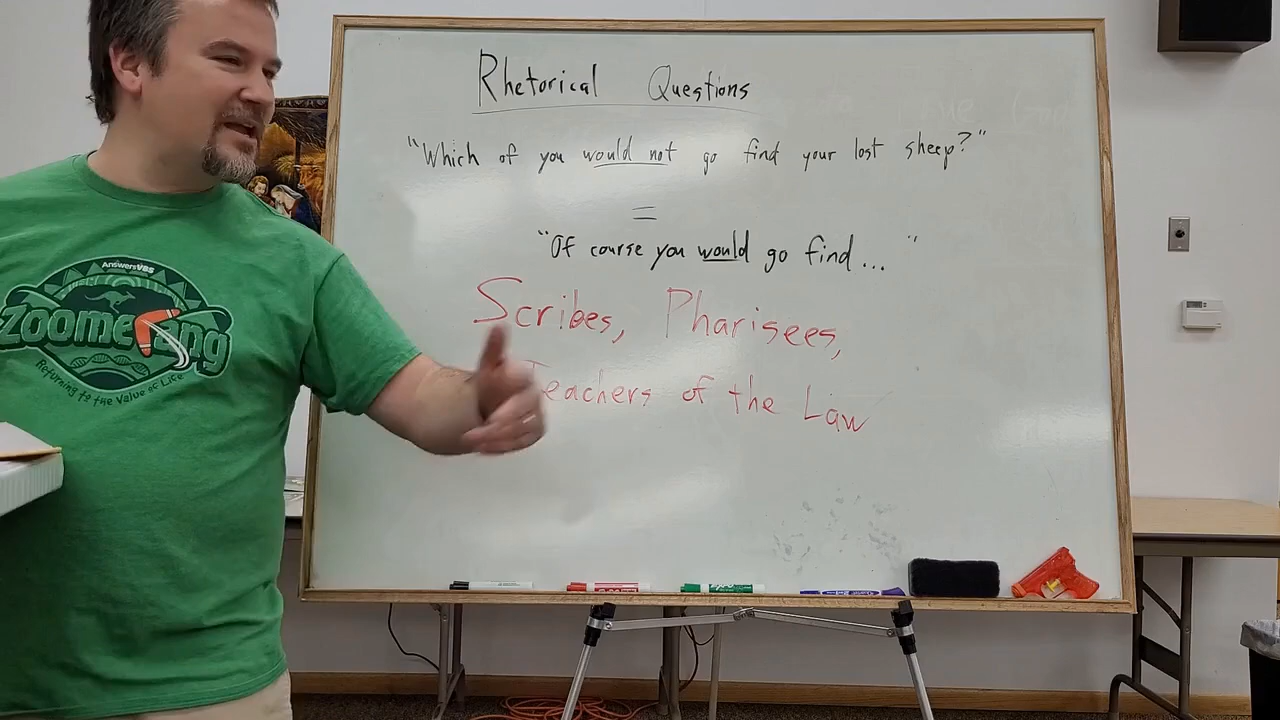 Rhetorical Questions
"Which of you would not go find your lost sheep?"
=
"Of course you would go find... "
Scribes, Pharisees,
Teachers of the Law
AnswersVBS
Zoomerang
Returning to the Value of Life